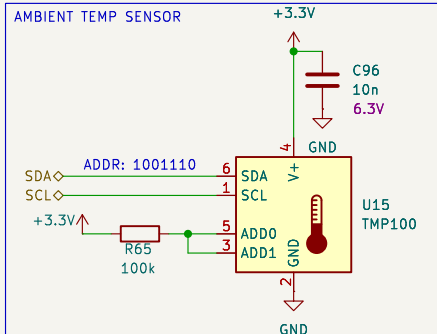 AMBIENT TEMP SENSOR
+3.3V
C96
10n
6.3V
GND
4
V+
ADDR: 1001110
SDA
6
SDA
SCL
1
SCL
U15
TMP100
+3.3V
R65
100k
5
ADD0
3
ADD1
GND
2
GND